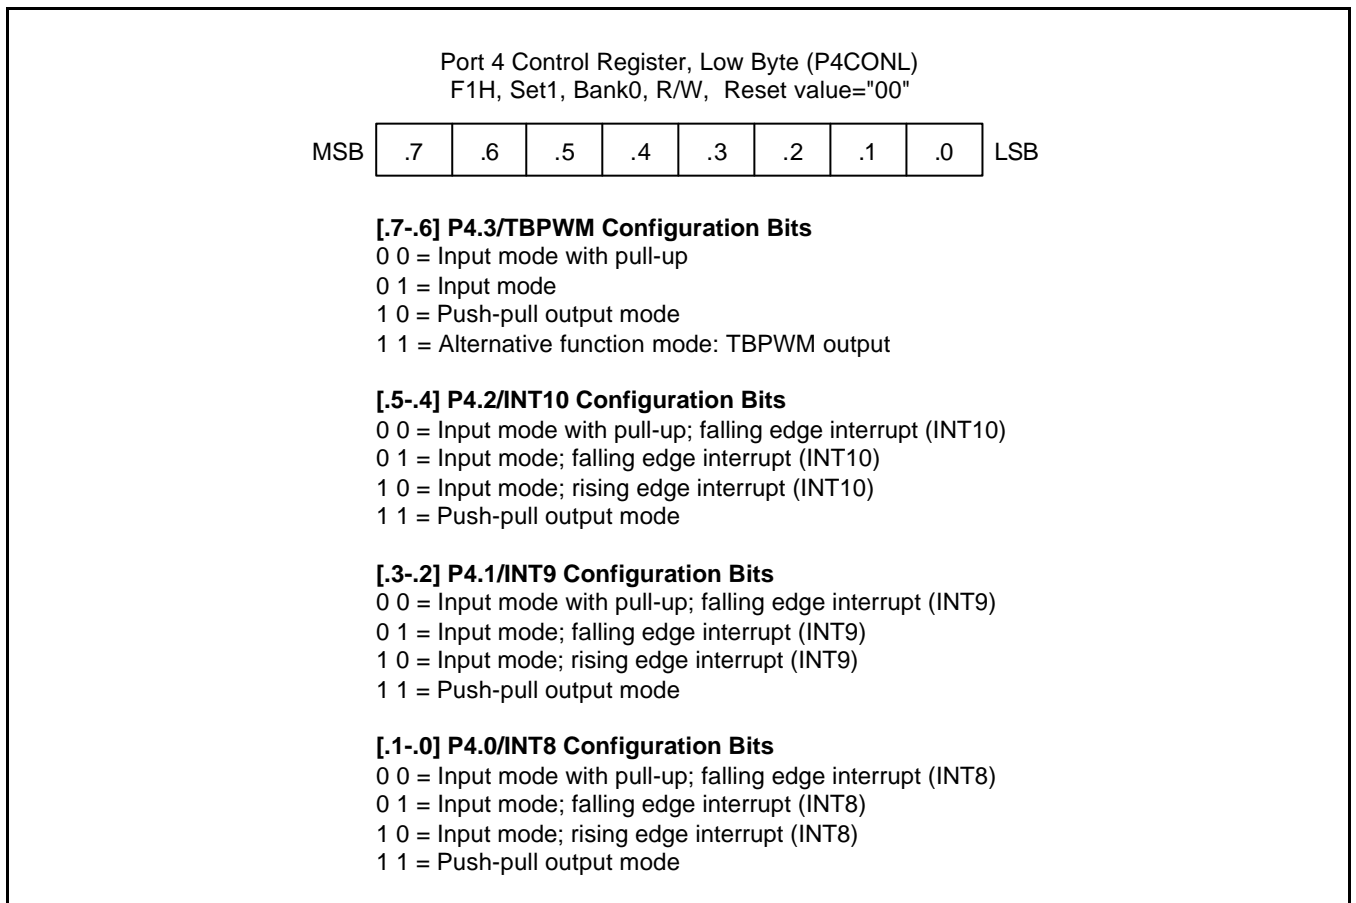 Port 4 Control Register, Low Byte (P4CONL)
F1H, Set1, Bank0, R/W, Reset value="00"
MSB .7 .6 .5 .4 .3 .2 .1 .0 LSB
[.7-.6] P4.3/TBPWM Configuration Bits
0 0 = Input mode with pull-up
0 1 = Input mode
1 0 = Push-pull output mode
1 1 = Alternative function mode: TBPWM output
[.5-.4] P4.2/INT10 Configuration Bits
0 0 = Input mode with pull-up; falling edge interrupt (INT10)
0 1 = Input mode; falling edge interrupt (INT10)
1 0 = Input mode; rising edge interrupt (INT10)
1 1 = Push-pull output mode
[.3-.2] P4.1/INT9 Configuration Bits
0 0 = Input mode with pull-up; falling edge interrupt (INT9)
0 1 = Input mode; falling edge interrupt (INT9)
1 0 = Input mode; rising edge interrupt (INT9)
1 1 = Push-pull output mode
[.1-.0] P4.0/INT8 Configuration Bits
0 0 = Input mode with pull-up; falling edge interrupt (INT8)
0 1 = Input mode; falling edge interrupt (INT8)
1 0 = Input mode; rising edge interrupt (INT8)
1 1 = Push-pull output mode